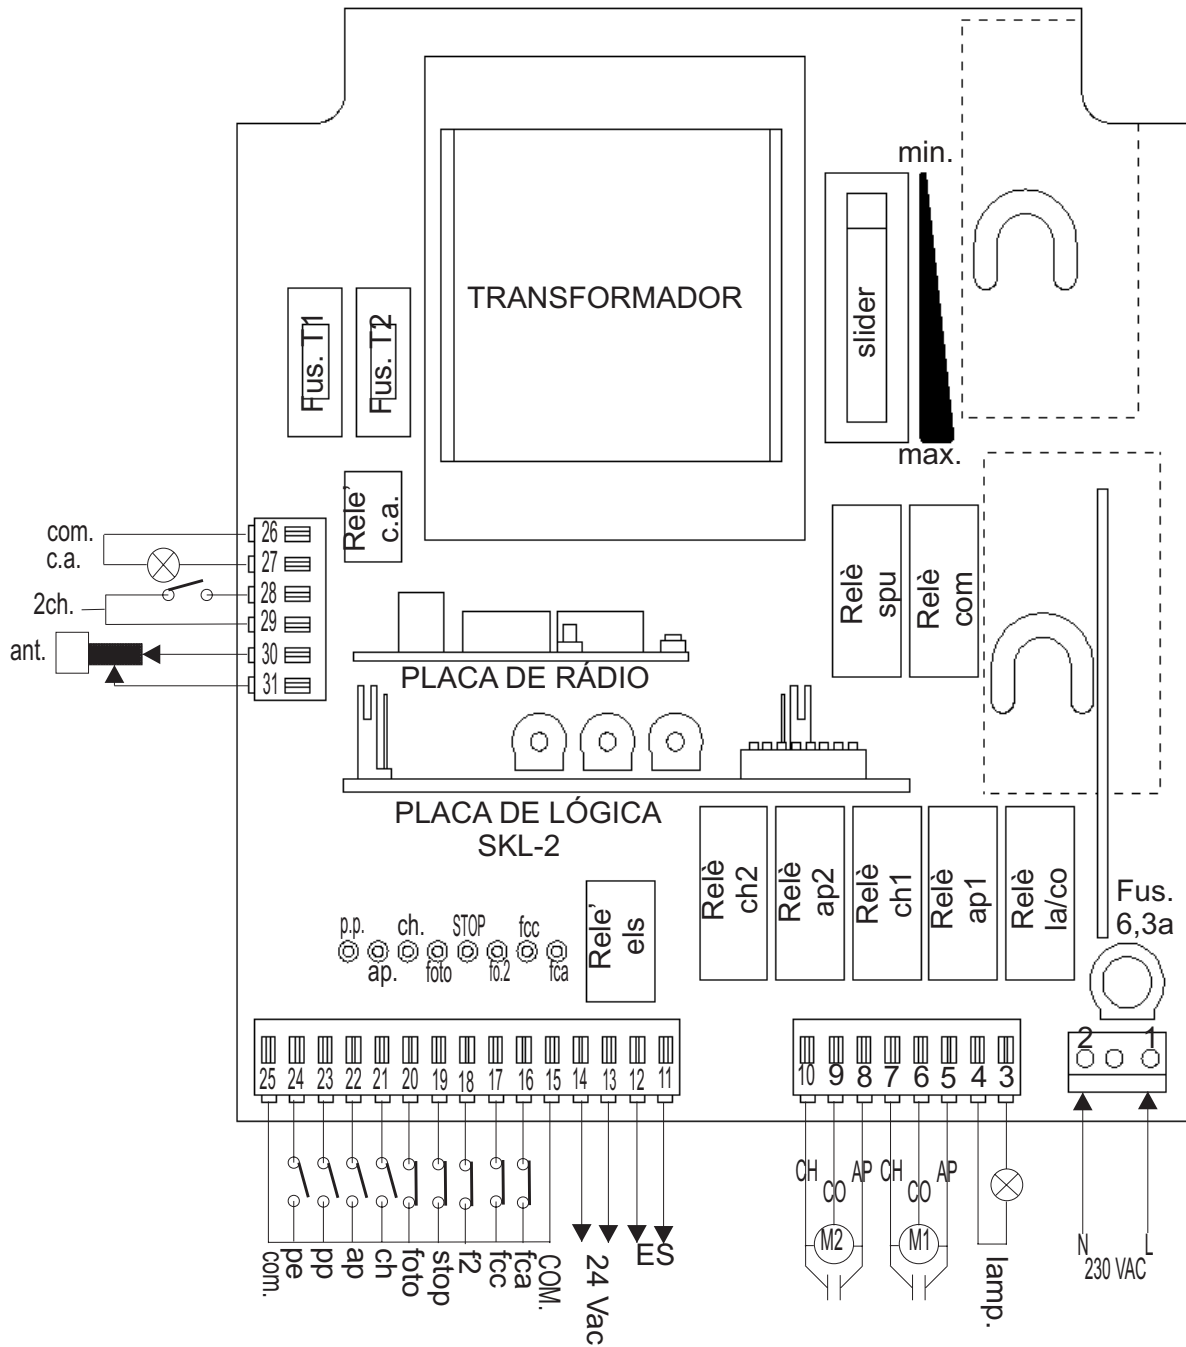 min.
TRANSFORMADOR
slider
max.
Fus. T1
Fus. T2
Rele'
c.a.
com.
c.a.
2ch.
ant.
26
27
28
29
30
31
Relè
spu
Relè
com
PLACA DE RÁDIO
PLACA DE LÓGICA
SKL-2
Relè
ch2
Relè
ap2
Relè
ch1
Relè
ap1
Relè
la/co
Fus.
6,3a
p.p.
ap.
ch.
foto
STOP
fo.2
fcc
fca
Rele'
els
25 24 23 22 21 20 19 18 17 16 15 14 13 12 11
10 9 8 7 6 5 4 3
2 1
CH CO AP CH CO AP
M2 M1
com.
pe
pp
ap
ch
foto
stop
f2
fcc
fca
COM.
24 Vac
ES
lamp.
N L
230 VAC